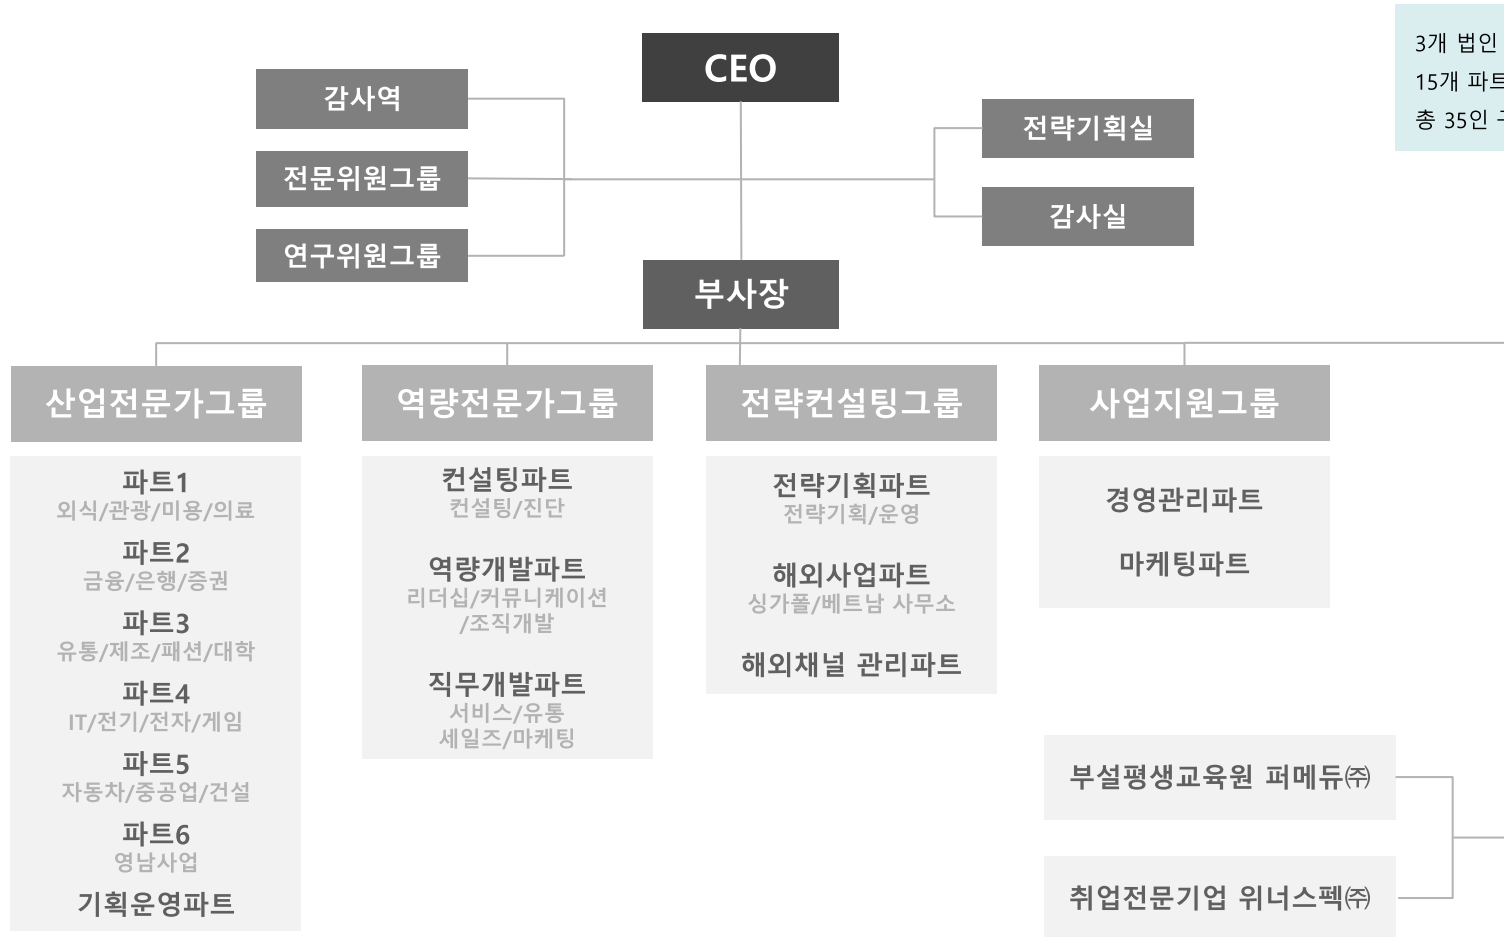 CEO
감사역
전문위원그룹
연구위원그룹
전략기획실
감사실
3개 법인
15개 파트
총 35인
부사장
산업전문가그룹
파트1
외식/관광/미용/의료
파트2
금융/은행/증권
파트3
유통/제조/패션/대학
파트4
IT/전기/전자/게임
파트5
자동차/중공업/건설
파트6
영남사업
기획운영파트
역량전문가그룹
컨설팅파트
컨설팅/진단
역량개발파트
리더십/커뮤니케이션
/조직개발
직무개발파트
서비스/유통
세일즈/마케팅
전략컨설팅그룹
전략기획파트
전략기획/운영
해외사업파트
싱가폴/베트남 사무소
해외채널 관리파트
사업지원그룹
경영관리파트
마케팅파트
부설평생교육원 퍼메듀㈜
취업전문기업 위너스펙㈜